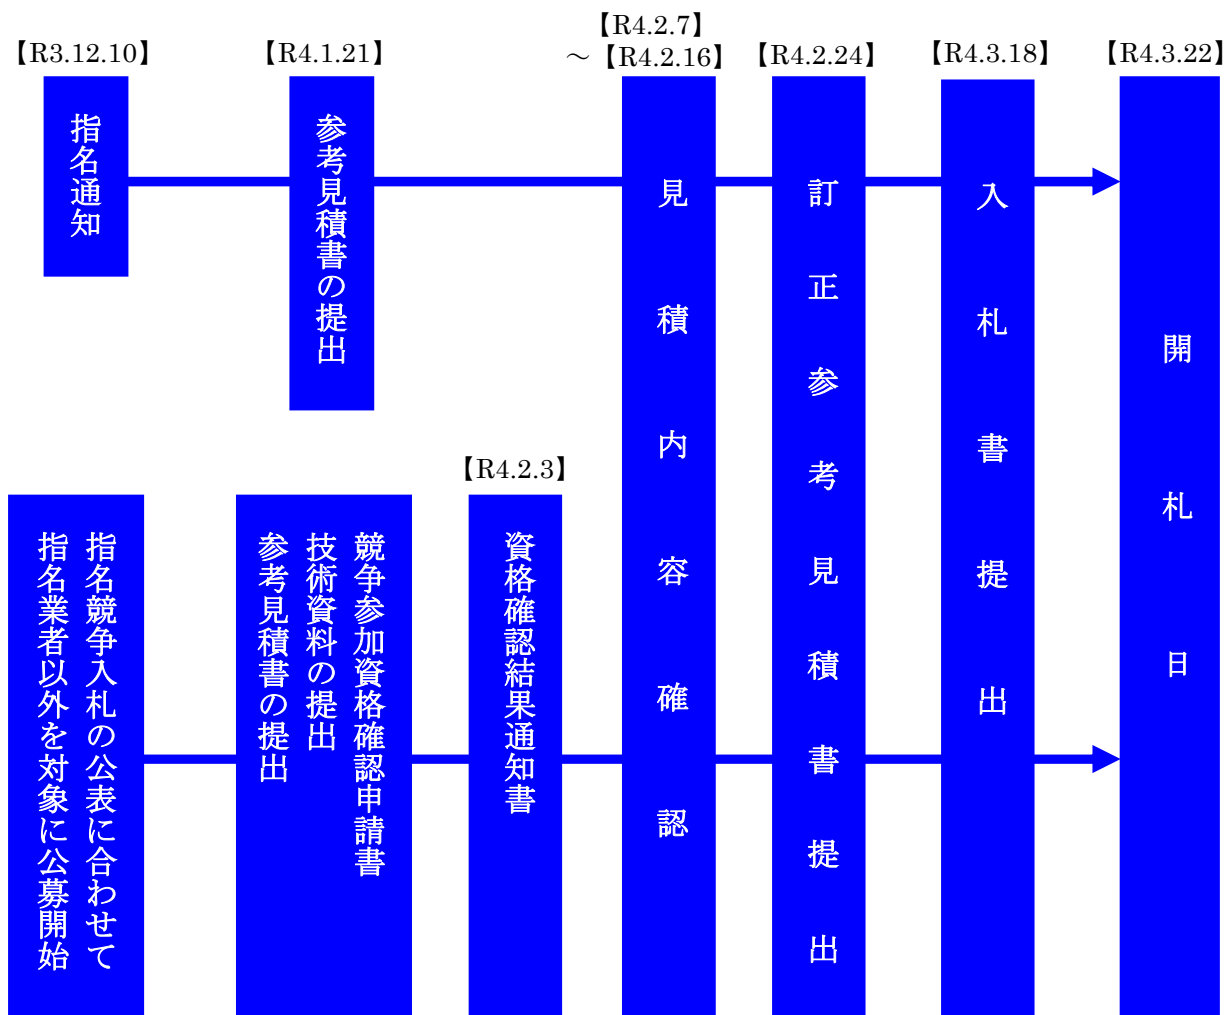 【R3.12.10】
【R4.1.21】
【R4.2.7】
～【R4.2.16】
【R4.2.24】
【R4.3.18】
【R4.3.22】
指名通知
参考見積書の提出
見積内容確認
訂正参考見積書提出
入札書提出
開札日
【R4.2.3】
指名競争入札の公表に合わせて
指名業者以外を対象に公募開始
競争参加資格確認申請書
技術資料の提出
参考見積書の提出
資格確認結果通知書